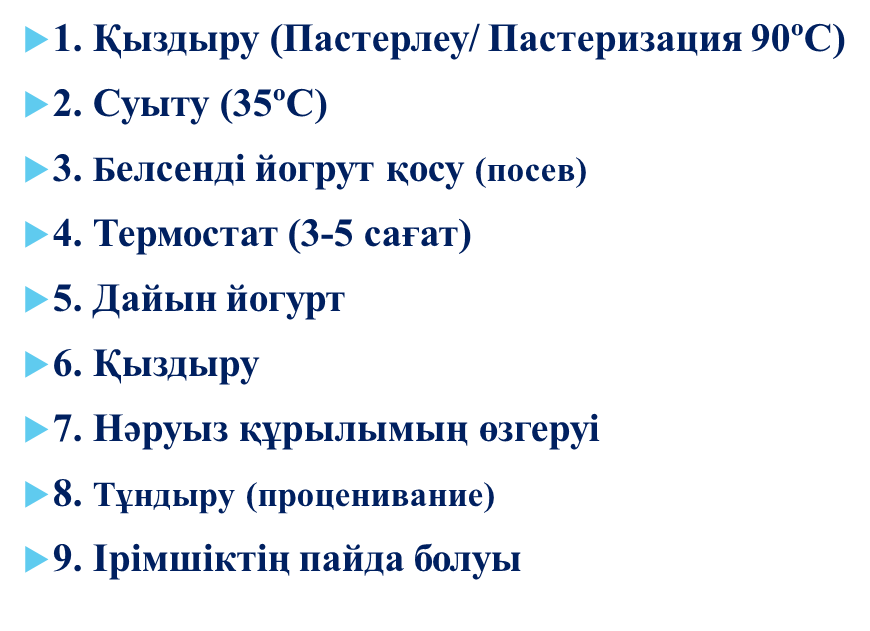 1. Қыздыру (Пастерлеу/ Пастеризация 90ºС)
2. Суыту (35ºС)
3. Белсенді йогрут қосу (посев)
4. Термостат (3-5 сағат)
5. Дайын йогурт
6. Қыздыру
7. Нәруыз құрылымың өзгеруі
8. Тұндыру (проценивание)
9. Ірімшіктің пайда болуы